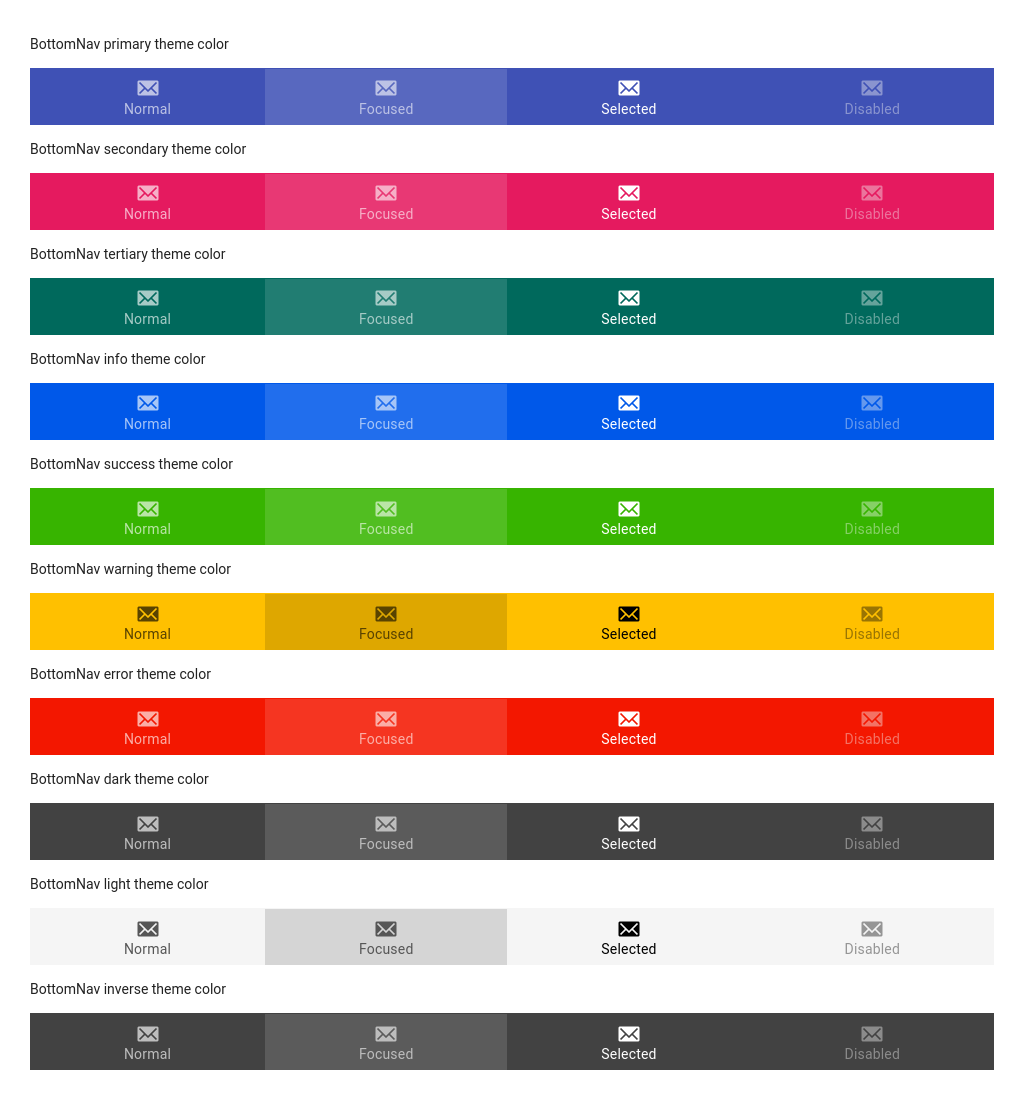 BottomNav primary theme color
Normal Focused Selected Disabled
BottomNav secondary theme color
Normal Focused Selected Disabled
BottomNav tertiary theme color
Normal Focused Selected Disabled
BottomNav info theme color
Normal Focused Selected Disabled
BottomNav success theme color
Normal Focused Selected Disabled
BottomNav warning theme color
Normal Focused Selected Disabled
BottomNav error theme color
Normal Focused Selected Disabled
BottomNav dark theme color
Normal Focused Selected Disabled
BottomNav light theme color
Normal Focused Selected Disabled
BottomNav inverse theme color
Normal Focused Selected Disabled